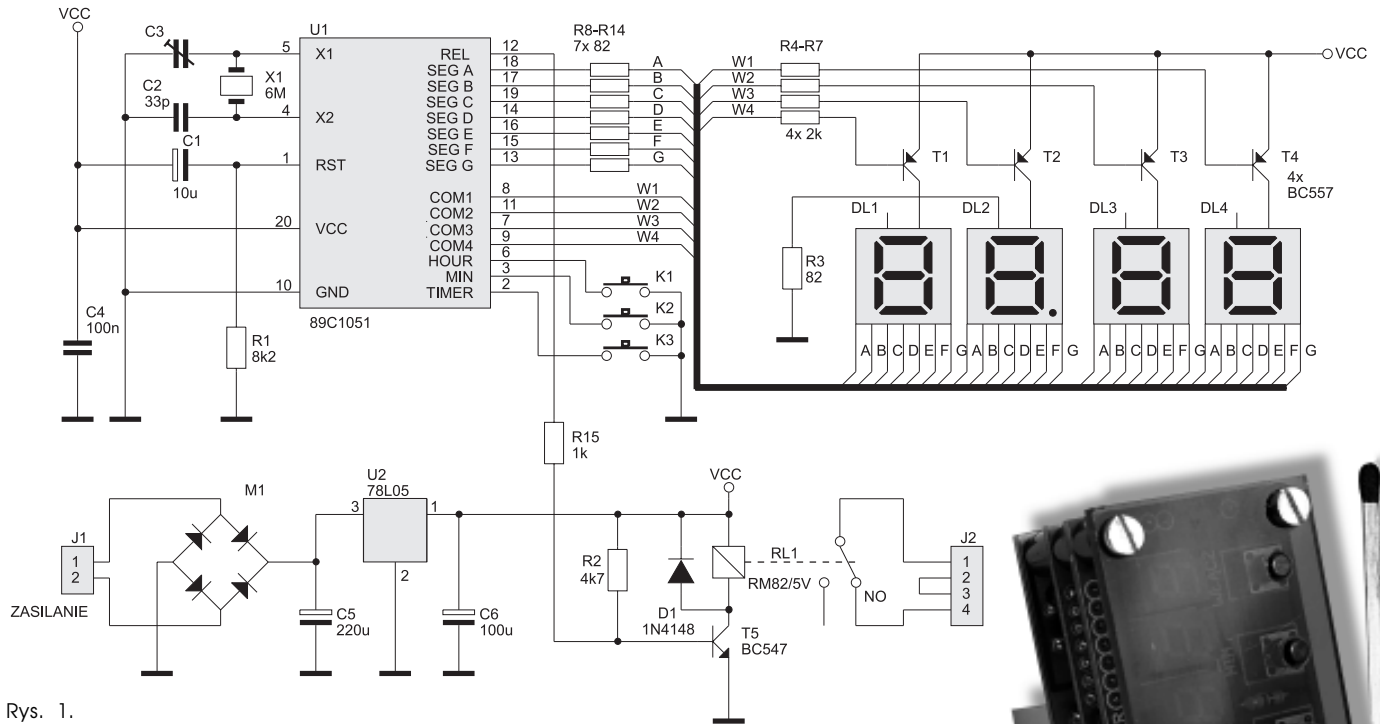 VCC
C3
C2
33p
X1
6M
C1
10u
C4
100n
R1
8k2
U1
5 X1
4 X2
1 RST
20 VCC
10 GND
REL 12
SEG A 18
SEG B 17
SEG C 19
SEG D 14
SEG E 16
SEG F 15
SEG G 13
COM1 8
COM2 11
COM3 7
COM4 9
HOUR 6
MIN 3
TIMER 2
89C1051
R8-R14
7x 82
A
B
C
D
E
F
G
W1
W2
W3
W4
K1
K2
K3
R4-R7
W1
W2
W3
W4
4x 2k
VCC
T1
T2
T3
T4
4x
BC557
R3
82
DL1
DL2
DL3
DL4
A B C D E F G
A B C D E F G
A B C D E F G
A B C D E F G
R15
1k
J1
1
2
ZASILANIE
M1
U2
78L05
3
1
2
C5
220u
C6
100u
R2
4k7
D1
1N4148
VCC
RL1
RM82/5V
NO
T5
BC547
J2
1
2
3
4
Rys. 1.